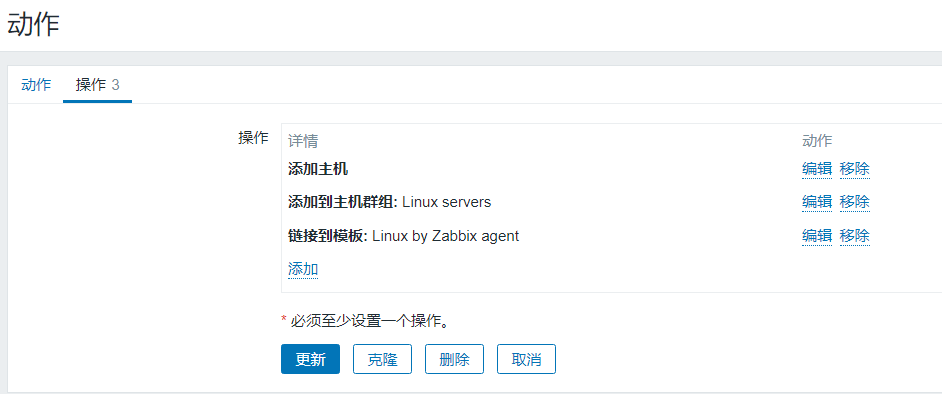 动作
动作 操作 3
操作 详情 动作
添加主机 编辑 移除
添加到主机群组: Linux servers 编辑 移除
链接到模板: Linux by Zabbix agent 编辑 移除
添加
* 必须至少设置一个操作。
更新 克隆 删除 取消